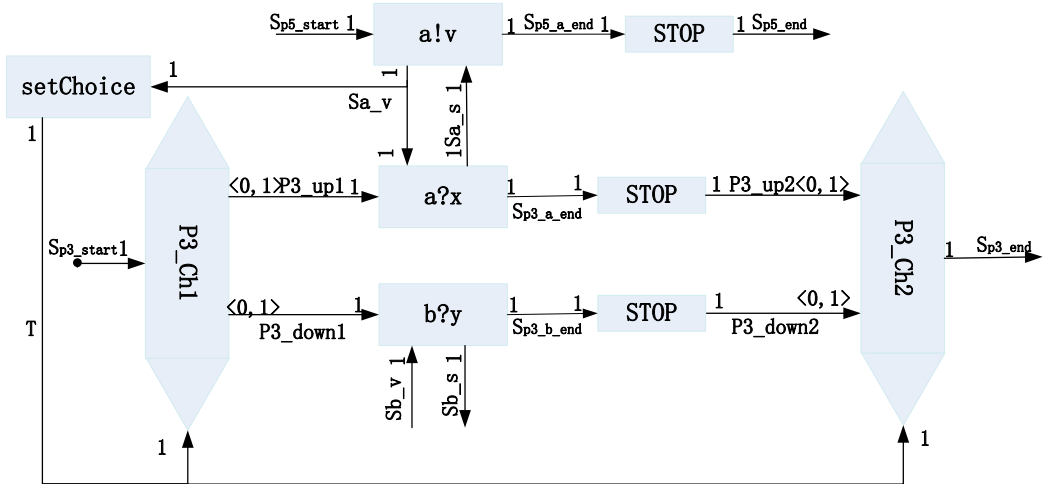 Sp5_start 1
a!v
1 Sp5_a_end 1
STOP
1 Sp5_end
setChoice
1
1
Sa_v
1Sa_s 1
1
1
<0,1>P3_up1 1
a?x
1
1
Sp3_a_end
STOP
1 P3_up2<0,1>
P3_Ch1
P3_Ch2
Sp3_start1
1 Sp3_end
<0,1>
1
P3_down1
b?y
1
1
Sp3_b_end
STOP
1
<0,1>
P3_down2
T
Sb_v 1
Sb_s 1
1
1